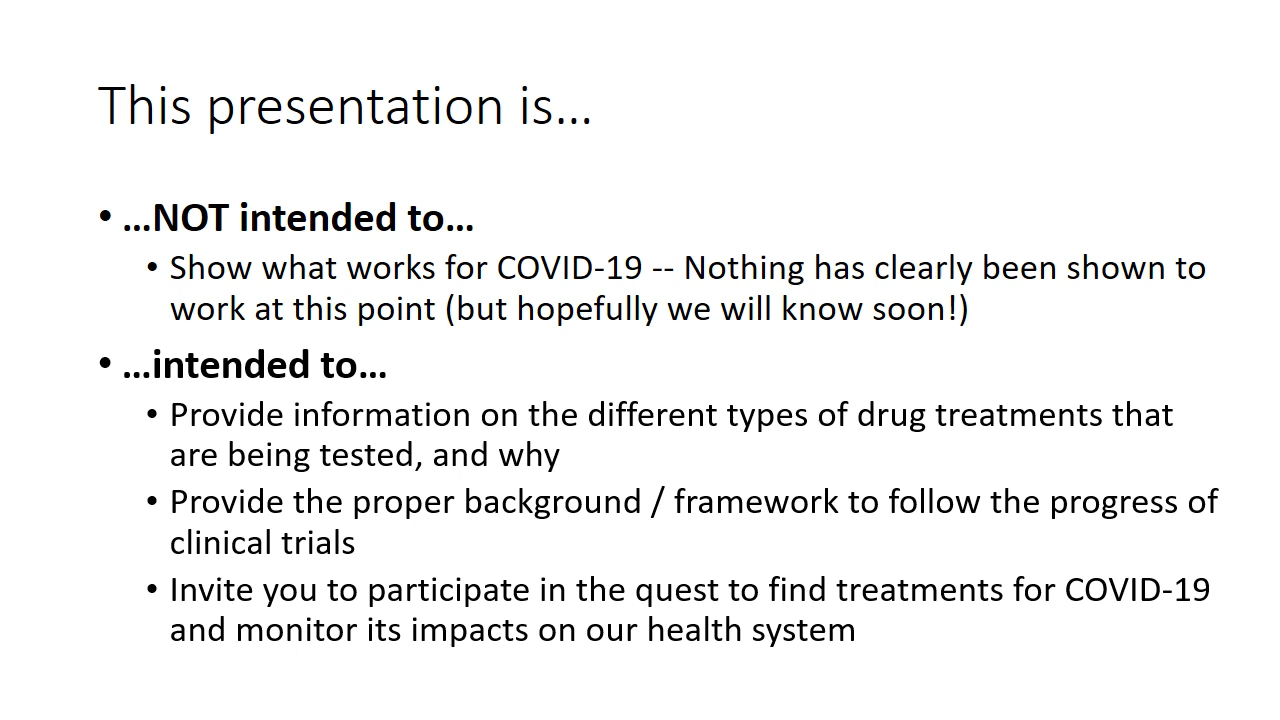 This presentation is...
• ...NOT intended to...
• Show what works for COVID-19 -- Nothing has clearly been shown to
work at this point (but hopefully we will know soon!)
• ...intended to...
• Provide information on the different types of drug treatments that
are being tested, and why
• Provide the proper background / framework to follow the progress of
clinical trials
• Invite you to participate in the quest to find treatments for COVID-19
and monitor its impacts on our health system